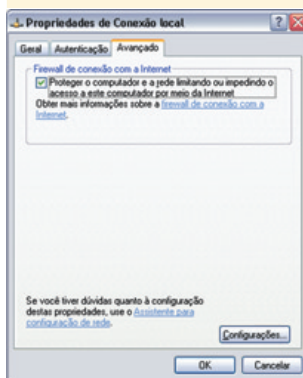 Propriedades de Conexão local
Geral Autenticação Avançado
Firewall de conexão com a Internet
Proteger o computador e a rede limitando ou impedindo o
acesso a este computador por meio da Internet
Obter mais informações sobre a firewall de conexão com a
Internet.
Se você tiver dúvidas quanto à configuração
destas propriedades, use o Assistente para
configuração de rede.
Configurações...
OK Cancelar